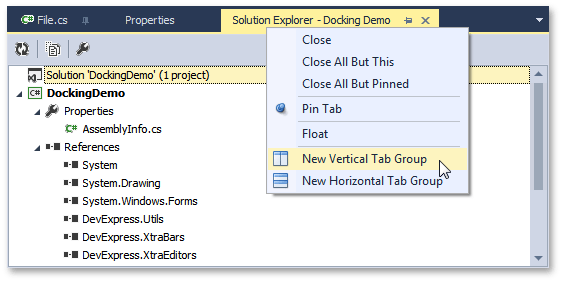 C# File.cs Properties Solution Explorer - Docking Demo
Close
Close All But This
Close All But Pinned
Pin Tab
Float
New Vertical Tab Group
New Horizontal Tab Group
Solution 'DockingDemo' (1 project)
C# DockingDemo
Properties
C# AssemblyInfo.cs
References
System
System.Drawing
System.Windows.Forms
DevExpress.Utils
DevExpress.XtraBars
DevExpress.XtraEditors